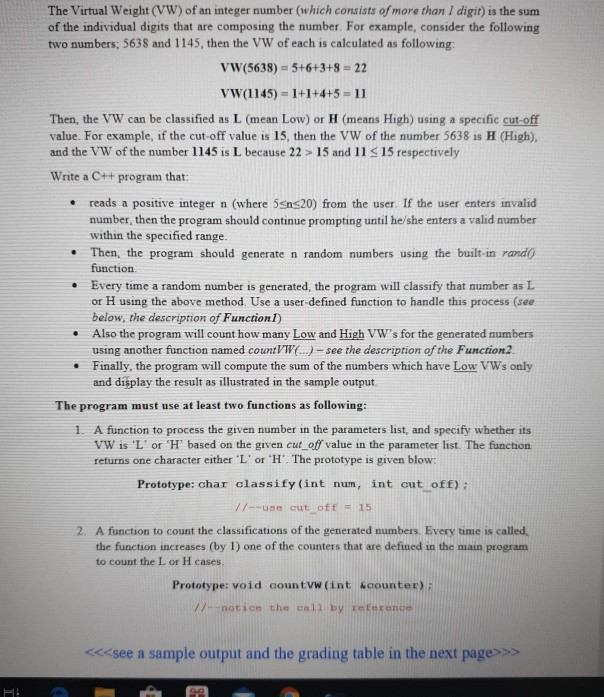 The Virtual Weight (VW) of an integer number (which consists of more than 1 digit) is the sum
of the individual digits that are composing the number. For example, consider the following
two numbers; 5638 and 1145, then the VW of each is calculated as following:
VW(5638) = 5+6+3+8 = 22
VW(1145) = 1+1+4+5 = 11
Then, the VW can be classified as L (mean Low) or H (means High) using a specific cut-off
value. For example, if the cut-off value is 15, then the VW of the number 5638 is H (High),
and the VW of the number 1145 is L because 22 > 15 and 11 ≤ 15 respectively
Write a C++ program that:
• reads a positive integer n (where 5≤n≤20) from the user. If the user enters invalid
number, then the program should continue prompting until he/she enters a valid number
within the specified range.
• Then, the program should generate n random numbers using the built-in rand()
function.
• Every time a random number is generated, the program will classify that number as L
or H using the above method. Use a user-defined function to handle this process (see
below, the description of Function1)
• Also the program will count how many Low and High VW's for the generated numbers
using another function named countVW(...) – see the description of the Function2.
• Finally, the program will compute the sum of the numbers which have Low VWs only
and display the result as illustrated in the sample output.
The program must use at least two functions as following:
1. A function to process the given number in the parameters list, and specify whether its
VW is 'L' or 'H' based on the given cut_off value in the parameter list. The function
returns one character either 'L' or 'H'. The prototype is given blow:
Prototype: char classify(int num, int cut_off);
//--use cut_off = 15
2. A function to count the classifications of the generated numbers. Every time is called,
the function increases (by 1) one of the counters that are defined in the main program
to count the L or H cases.
Prototype: void countVW(int &counter);
//--notice the call by reference
<<<see a sample output and the grading table in the next page>>>